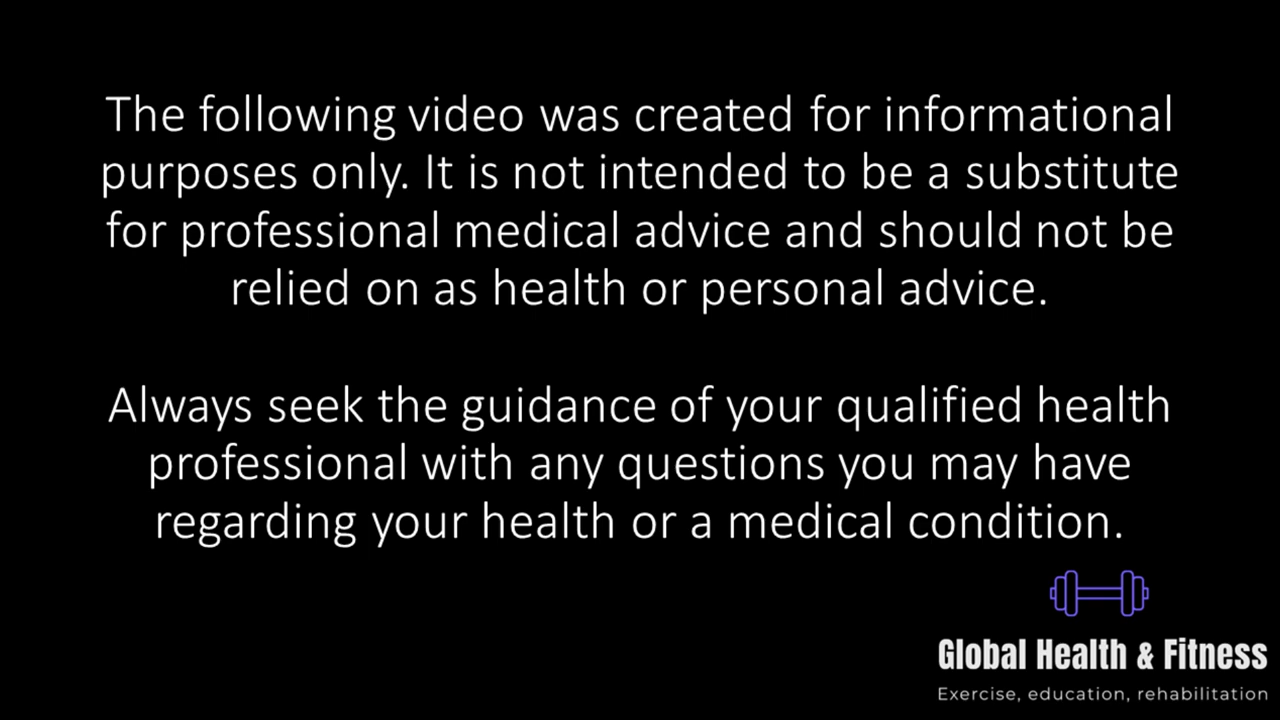 The following video was created for informational
purposes only. It is not intended to be a substitute
for professional medical advice and should not be
relied on as health or personal advice.
Always seek the guidance of your qualified health
professional with any questions you may have
regarding your health or a medical condition.
Global Health & Fitness
Exercise, education, rehabilitation